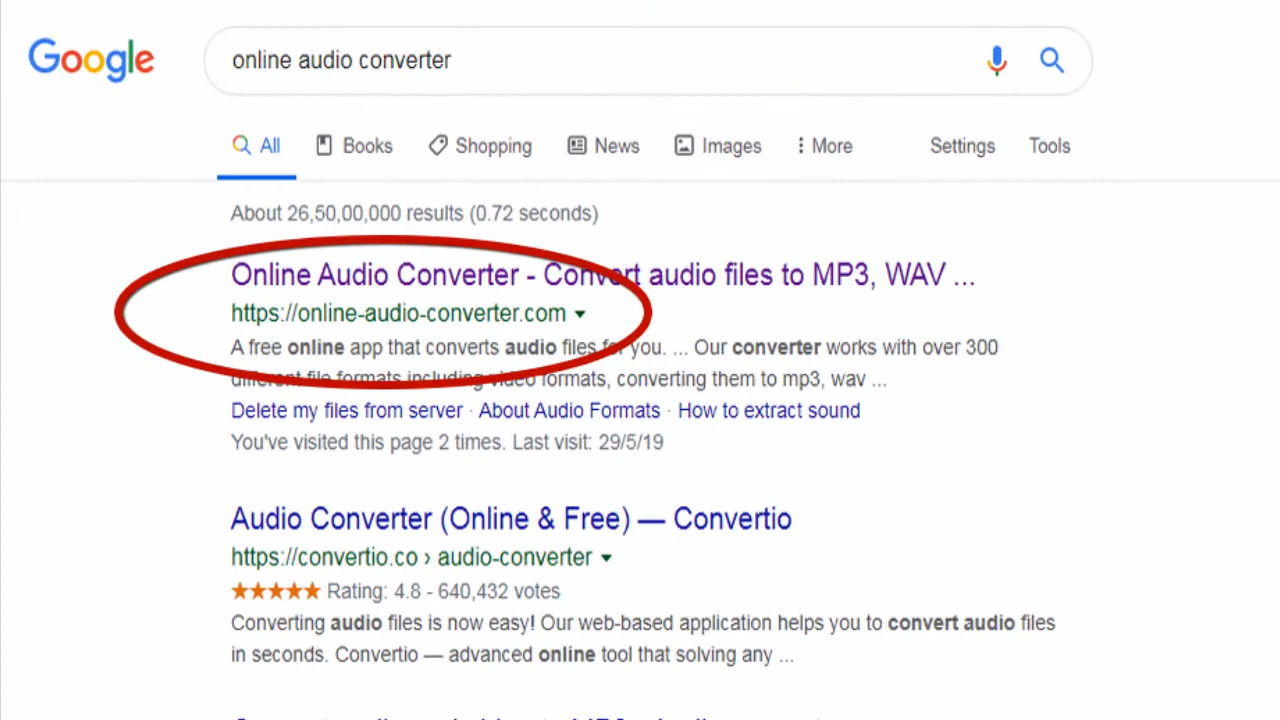 Google
online audio converter
All Books Shopping News Images More Settings Tools
About 26,50,00,000 results (0.72 seconds)
Online Audio Converter - Convert audio files to MP3, WAV ...
https://online-audio-converter.com
A free online app that converts audio files for you. ... Our converter works with over 300
different file formats including video formats, converting them to mp3, wav ...
Delete my files from server · About Audio Formats · How to extract sound
You've visited this page 2 times. Last visit: 29/5/19
Audio Converter (Online & Free) — Convertio
https://convertio.co › audio-converter
Rating: 4.8 - 640,432 votes
Converting audio files is now easy! Our web-based application helps you to convert audio files
in seconds. Convertio — advanced online tool that solving any ...